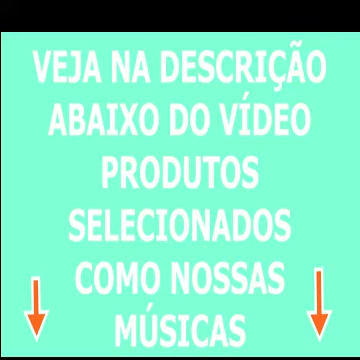 VEJA NA DESCRIÇÃO
ABAIXO DO VÍDEO
PRODUTOS
SELECIONADOS
COMO NOSSAS
MÚSICAS